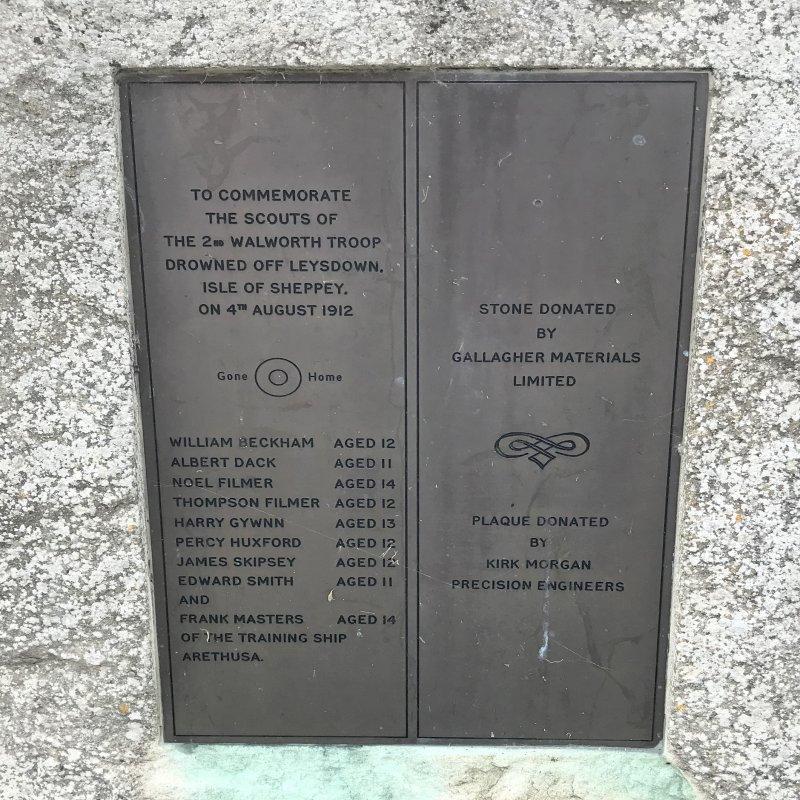 TO COMMEMORATE
THE SCOUTS OF
THE 2ND WALWORTH TROOP
DROWNED OFF LEYSDOWN.
ISLE OF SHEPPEY.
ON 4TH AUGUST 1912
Gone Home
WILLIAM BECKHAM AGED 12
ALBERT DACK AGED 11
NOEL FILMER AGED 14
THOMPSON FILMER AGED 12
HARRY GYWNN AGED 13
PERCY HUXFORD AGED 12
JAMES SKIPSEY AGED 12
EDWARD SMITH AGED 11
AND
FRANK MASTERS AGED 14
OF THE TRAINING SHIP
ARETHUSA.
STONE DONATED
BY
GALLAGHER MATERIALS
LIMITED
PLAQUE DONATED
BY
KIRK MORGAN
PRECISION ENGINEERS